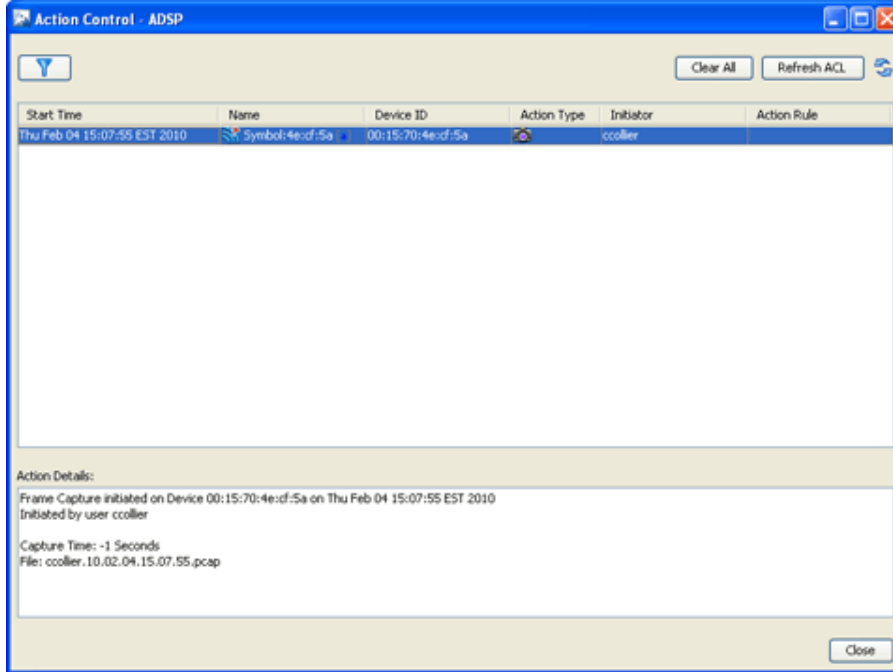 Action Control - ADSP
Clear All Refresh ACL
Start Time Name Device ID Action Type Initiator Action Rule
Thu Feb 04 15:07:55 EST 2010 Symbol:4e:cf:5a 00:15:70:4e:cf:5a ccollier
Action Details:
Frame Capture initiated on Device 00:15:70:4e:cf:5a on Thu Feb 04 15:07:55 EST 2010
Initiated by user ccollier
Capture Time: -1 Seconds
File: ccollier.10.02.04.15.07.55.pcap
Close